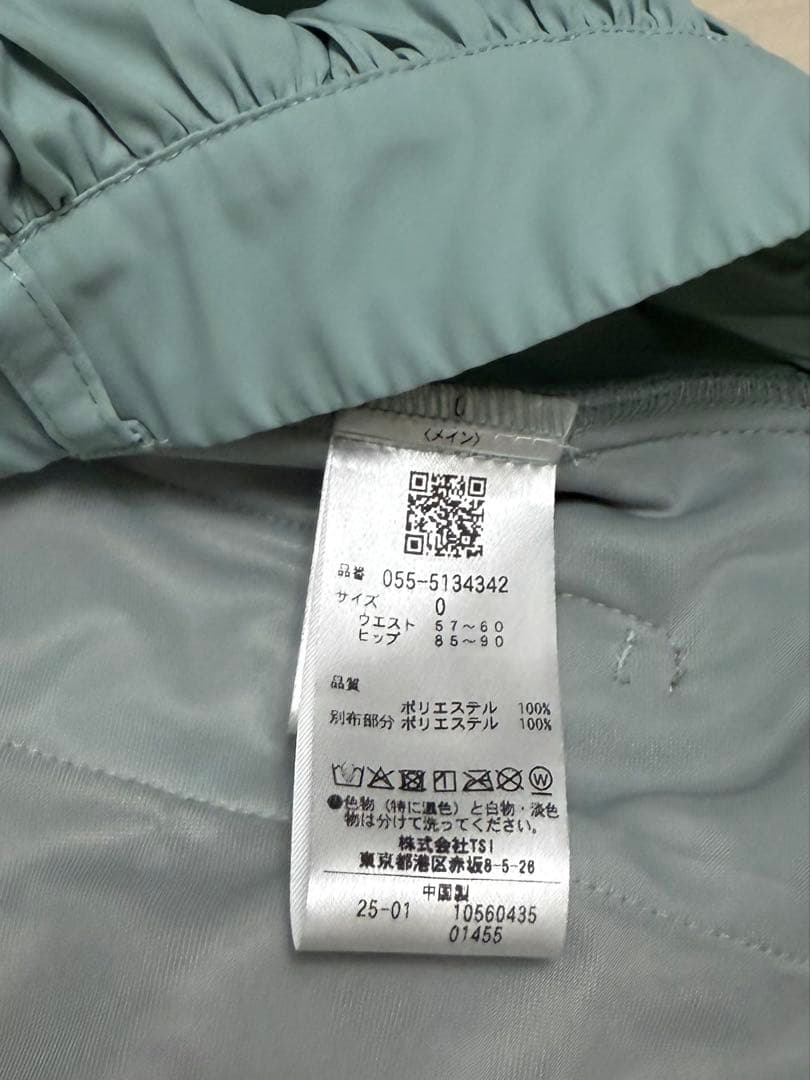 0
〈メイン〉
品番 055-5134342
サイズ 0
ウエスト 57～60
ヒップ 85～90
品質
ポリエステル 100%
別布部分 ポリエステル 100%
W
●色物（特に濃色）と白物・淡色
物は分けて洗ってください。
株式会社TSI
東京都港区赤坂8-5-26
中国製
25-01 10560435
01455